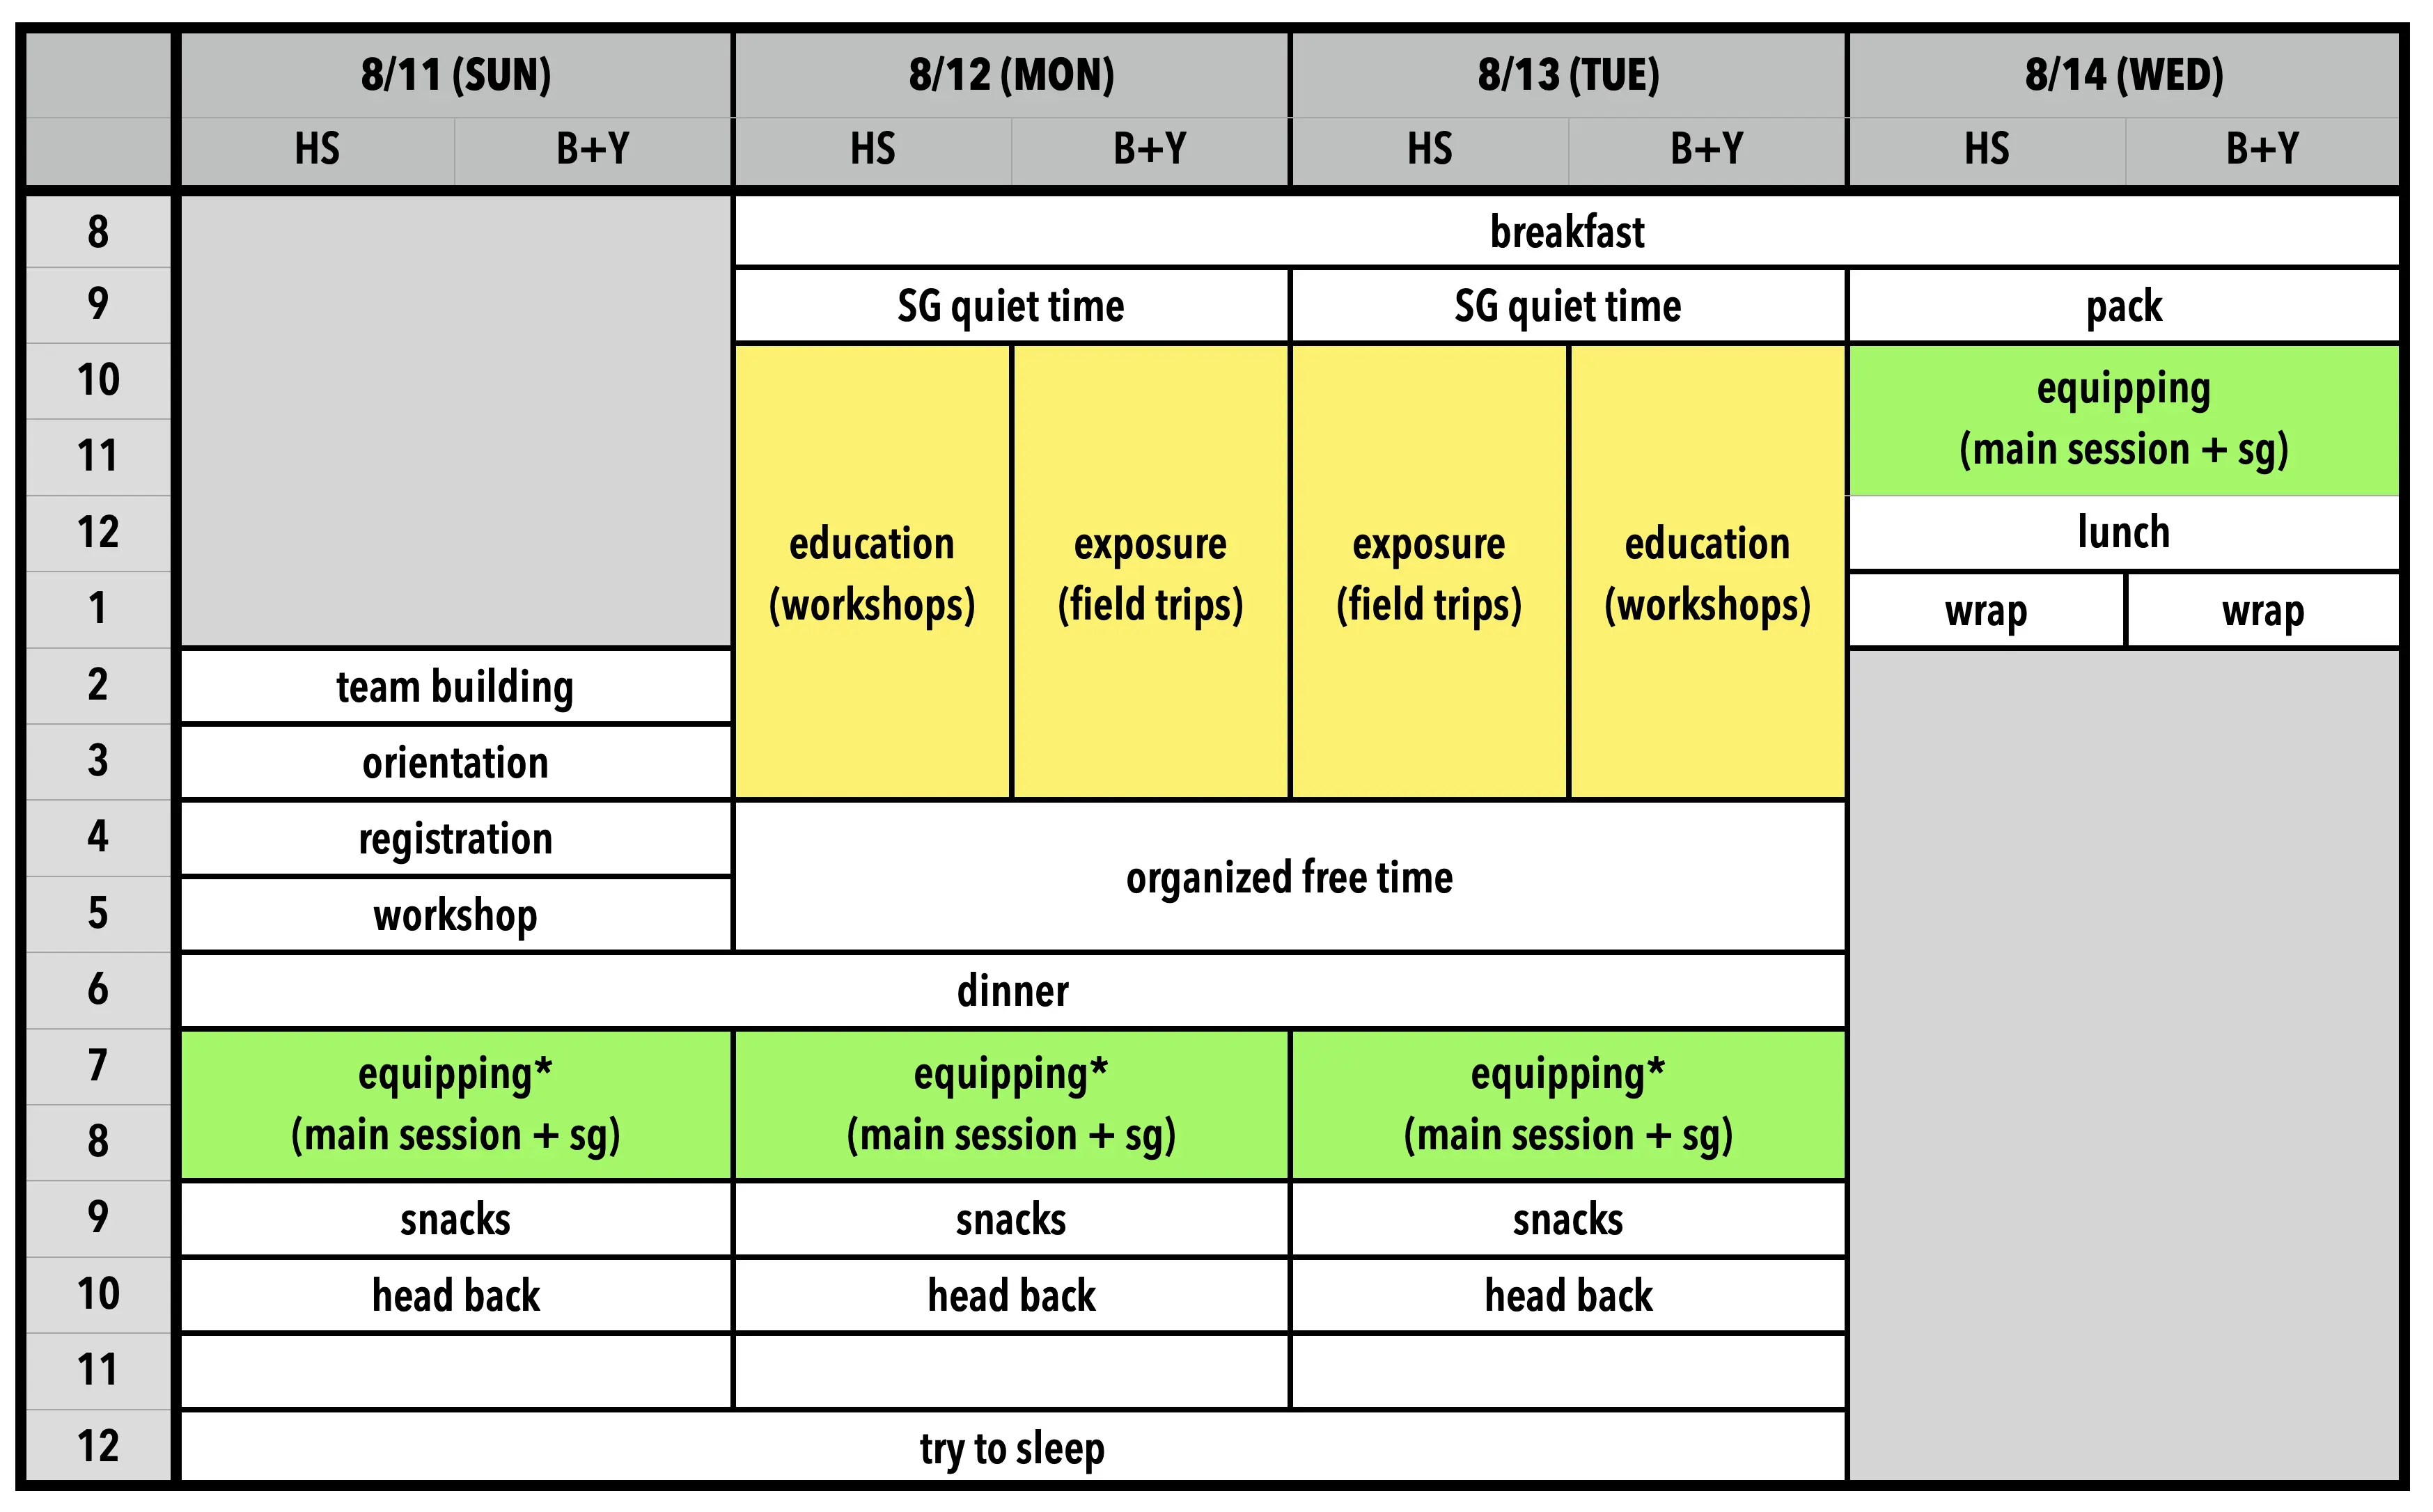 8/11 (SUN) 8/12 (MON) 8/13 (TUE) 8/14 (WED)
HS B+Y HS B+Y HS B+Y HS B+Y
8 breakfast
9 SG quiet time SG quiet time pack
10 equipping
11 (main session + sg)
12 education exposure exposure education lunch
1 (workshops) (field trips) (field trips) (workshops) wrap wrap
2 team building
3 orientation
4 registration
organized free time
5 workshop
6 dinner
7 equipping* equipping* equipping*
8 (main session + sg) (main session + sg) (main session + sg)
9 snacks snacks snacks
10 head back head back head back
11
12 try to sleep